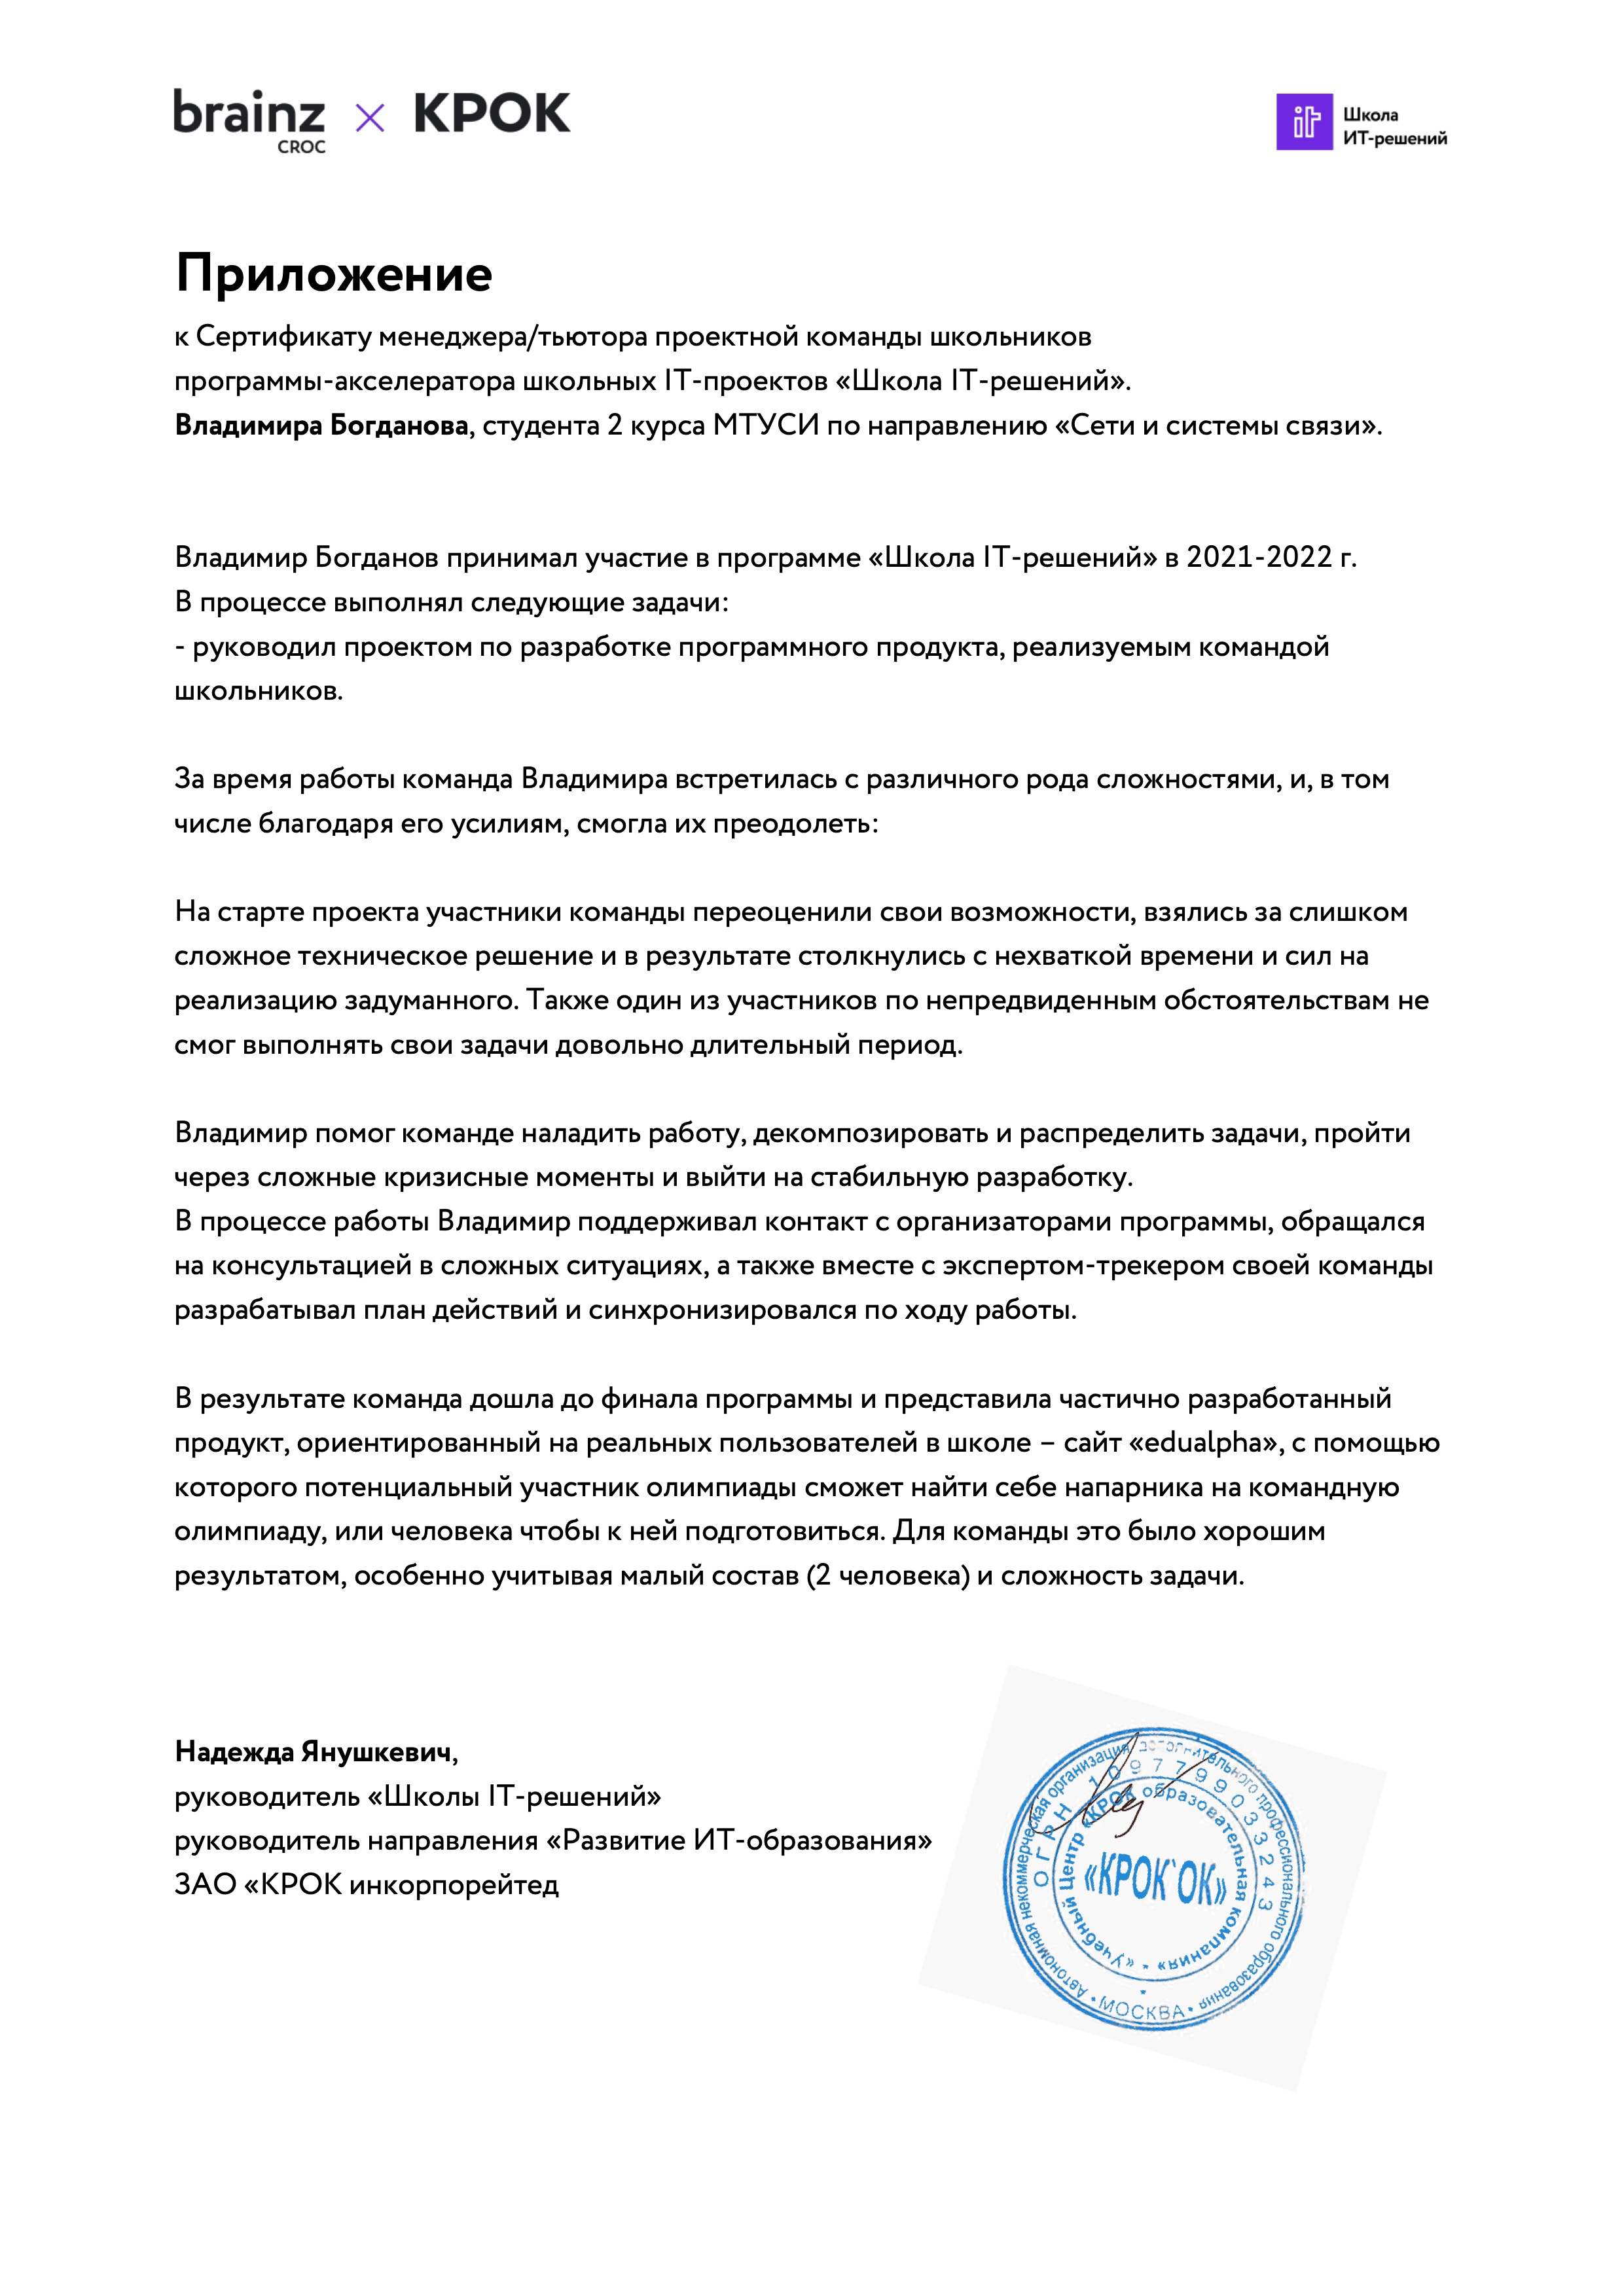 brainz × КРОК
CROC
Школа
ИТ-решений
Приложение
к Сертификату менеджера/тьютора проектной команды школьников
программы-акселератора школьных IT-проектов «Школа IT-решений».
Владимира Богданова, студента 2 курса МТУСИ по направлению «Сети и системы связи».
Владимир Богданов принимал участие в программе «Школа IT-решений» в 2021-2022 г.
В процессе выполнял следующие задачи:
- руководил проектом по разработке программного продукта, реализуемым командой
школьников.
За время работы команда Владимира встретилась с различного рода сложностями, и, в том
числе благодаря его усилиям, смогла их преодолеть:
На старте проекта участники команды переоценили свои возможности, взялись за слишком
сложное техническое решение и в результате столкнулись с нехваткой времени и сил на
реализацию задуманного. Также один из участников по непредвиденным обстоятельствам не
смог выполнять свои задачи довольно длительный период.
Владимир помог команде наладить работу, декомпозировать и распределить задачи, пройти
через сложные кризисные моменты и выйти на стабильную разработку.
В процессе работы Владимир поддерживал контакт с организаторами программы, обращался
на консультацией в сложных ситуациях, а также вместе с экспертом-трекером своей команды
разрабатывал план действий и синхронизировался по ходу работы.
В результате команда дошла до финала программы и представила частично разработанный
продукт, ориентированный на реальных пользователей в школе – сайт «edualpha», с помощью
которого потенциальный участник олимпиады сможет найти себе напарника на командную
олимпиаду, или человека чтобы к ней подготовиться. Для команды это было хорошим
результатом, особенно учитывая малый состав (2 человека) и сложность задачи.
Надежда Янушкевич,
руководитель «Школы IT-решений»
руководитель направления «Развитие ИТ-образования»
ЗАО «КРОК инкорпорейтед
Автономная некоммерческая организация дополнительного профессионального образования
• МОСКВА •
ОГРН 1097799033243
«Учебный Центр «КРОК образовательная компания»
«КРОК`ОК»